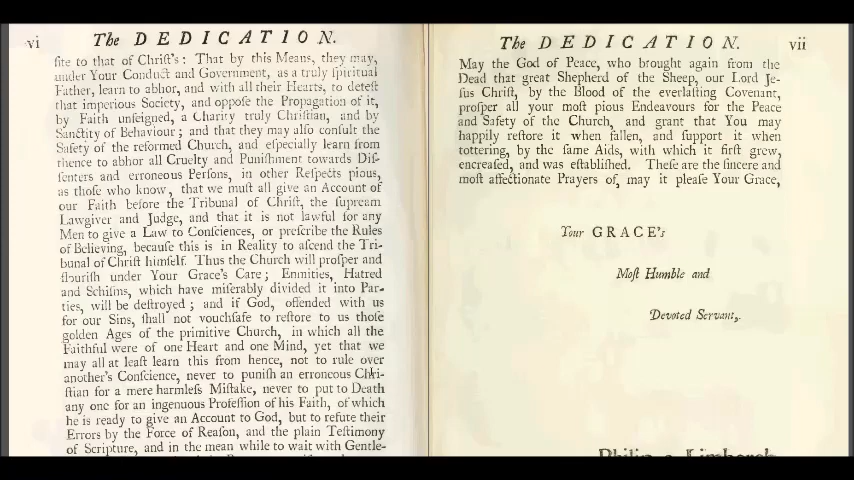 vi The DEDICATION.
ſite to that of Chriſt's: That by this Means, they may,
under Your Conduct and Government, as a truly ſpiritual
Father, learn to abhor, and with all their Hearts, to deteſt
that imperious Society, and oppoſe the Propagation of it,
by Faith unfeigned, a Charity truly Chriſtian, and by
Sanctity of Behaviour; and that they may alſo conſult the
Safety of the reformed Church, and eſpecially learn from
thence to abhor all Cruelty and Puniſhment towards Diſ-
ſenters and erroneous Perſons, in other Reſpects pious,
as thoſe who know, that we muſt all give an Account of
our Faith before the Tribunal of Chriſt, the ſupream
Lawgiver and Judge, and that it is not lawful for any
Men to give a Law to Conſciences, or preſcribe the Rules
of Believing, becauſe this is in Reality to aſcend the Tri-
bunal of Chriſt himſelf. Thus the Church will proſper and
flouriſh under Your Grace's Care; Enmities, Hatred
and Schiſms, which have miſerably divided it into Par-
ties, will be deſtroyed; and if God, offended with us
for our Sins, ſhall not vouchſafe to reſtore to us thoſe
golden Ages of the primitive Church, in which all the
Faithful were of one Heart and one Mind, yet that we
may all at leaſt learn this from hence, not to rule over
another's Conſcience, never to puniſh an erroneous Chri-
ſtian for a mere harmleſs Miſtake, never to put to Death
any one for an ingenuous Profeſſion of his Faith, of which
he is ready to give an Account to God, but to refute their
Errors by the Force of Reaſon, and the plain Teſtimony
of Scripture, and in the mean while to wait with Gentle-
The DEDICATION. vii
May the God of Peace, who brought again from the
Dead that great Shepherd of the Sheep, our Lord Je-
ſus Chriſt, by the Blood of the everlaſting Covenant,
proſper all your moſt pious Endeavours for the Peace
and Safety of the Church, and grant that You may
happily reſtore it when fallen, and ſupport it when
tottering, by the ſame Aids, with which it firſt grew,
encreaſed, and was eſtabliſhed. Theſe are the ſincere and
moſt affectionate Prayers of, may it pleaſe Your Grace,
Your GRACE's
Moſt Humble and
Devoted Servant,
Philip a Limborch